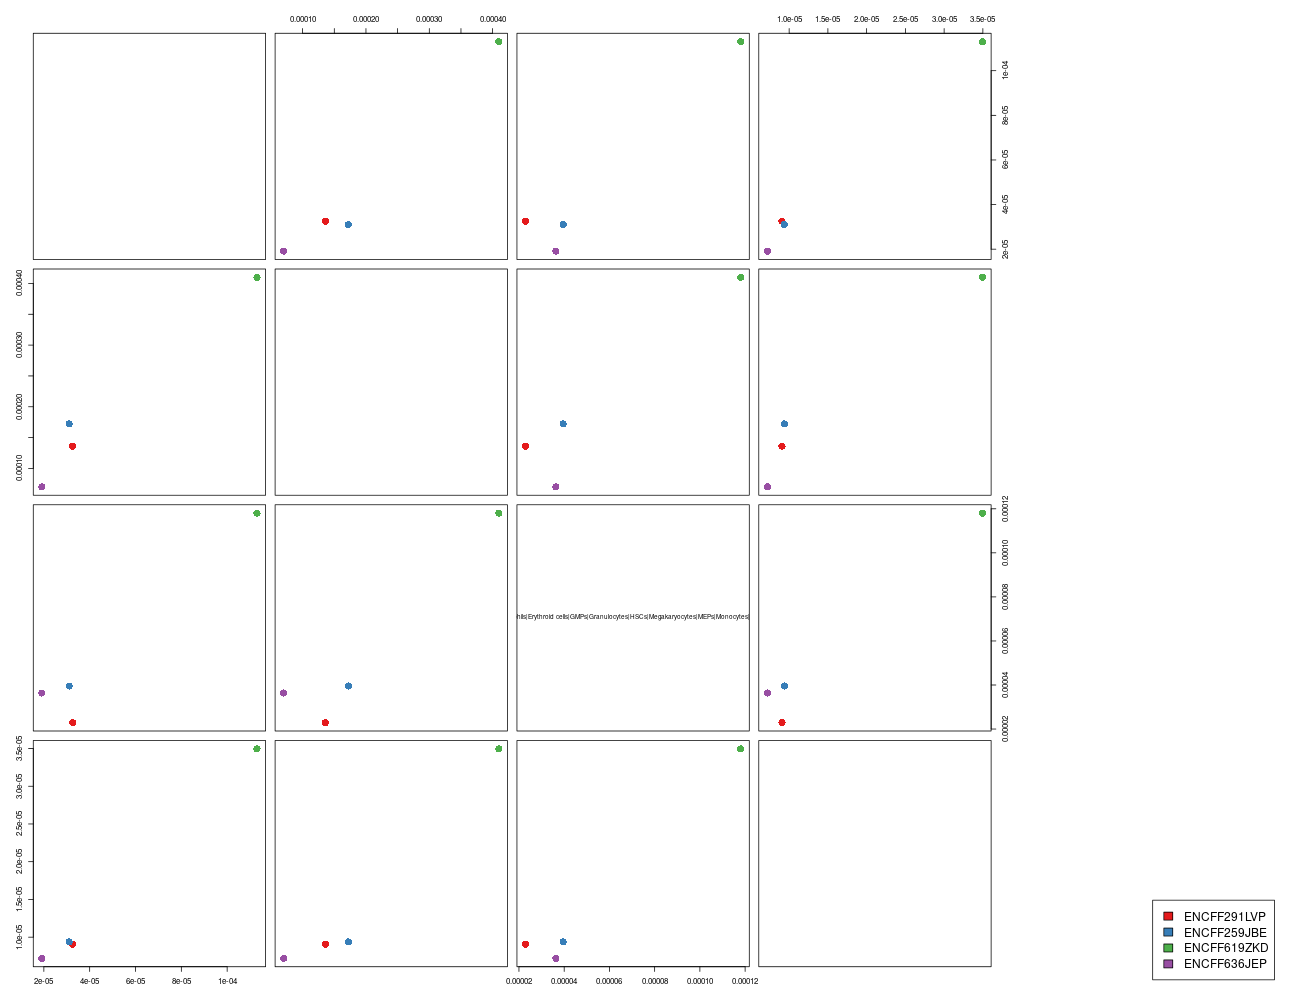 0.00010 0.00020 0.00030 0.00040
1.0e-05 1.5e-05 2.0e-05 2.5e-05 3.0e-05 3.5e-05
2e-05 4e-05 6e-05 8e-05 1e-04
0.00010 0.00020 0.00030 0.00040
hils|Erythroid cells|GMPs|Granulocytes|HSCs|Megakaryocytes|MEPs|Monocytes|
0.00002 0.00004 0.00006 0.00008 0.00010 0.00012
1.0e-05 1.5e-05 2.0e-05 2.5e-05 3.0e-05 3.5e-05
2e-05 4e-05 6e-05 8e-05 1e-04
0.00002 0.00004 0.00006 0.00008 0.00010 0.00012
ENCFF291LVP
ENCFF259JBE
ENCFF619ZKD
ENCFF636JEP